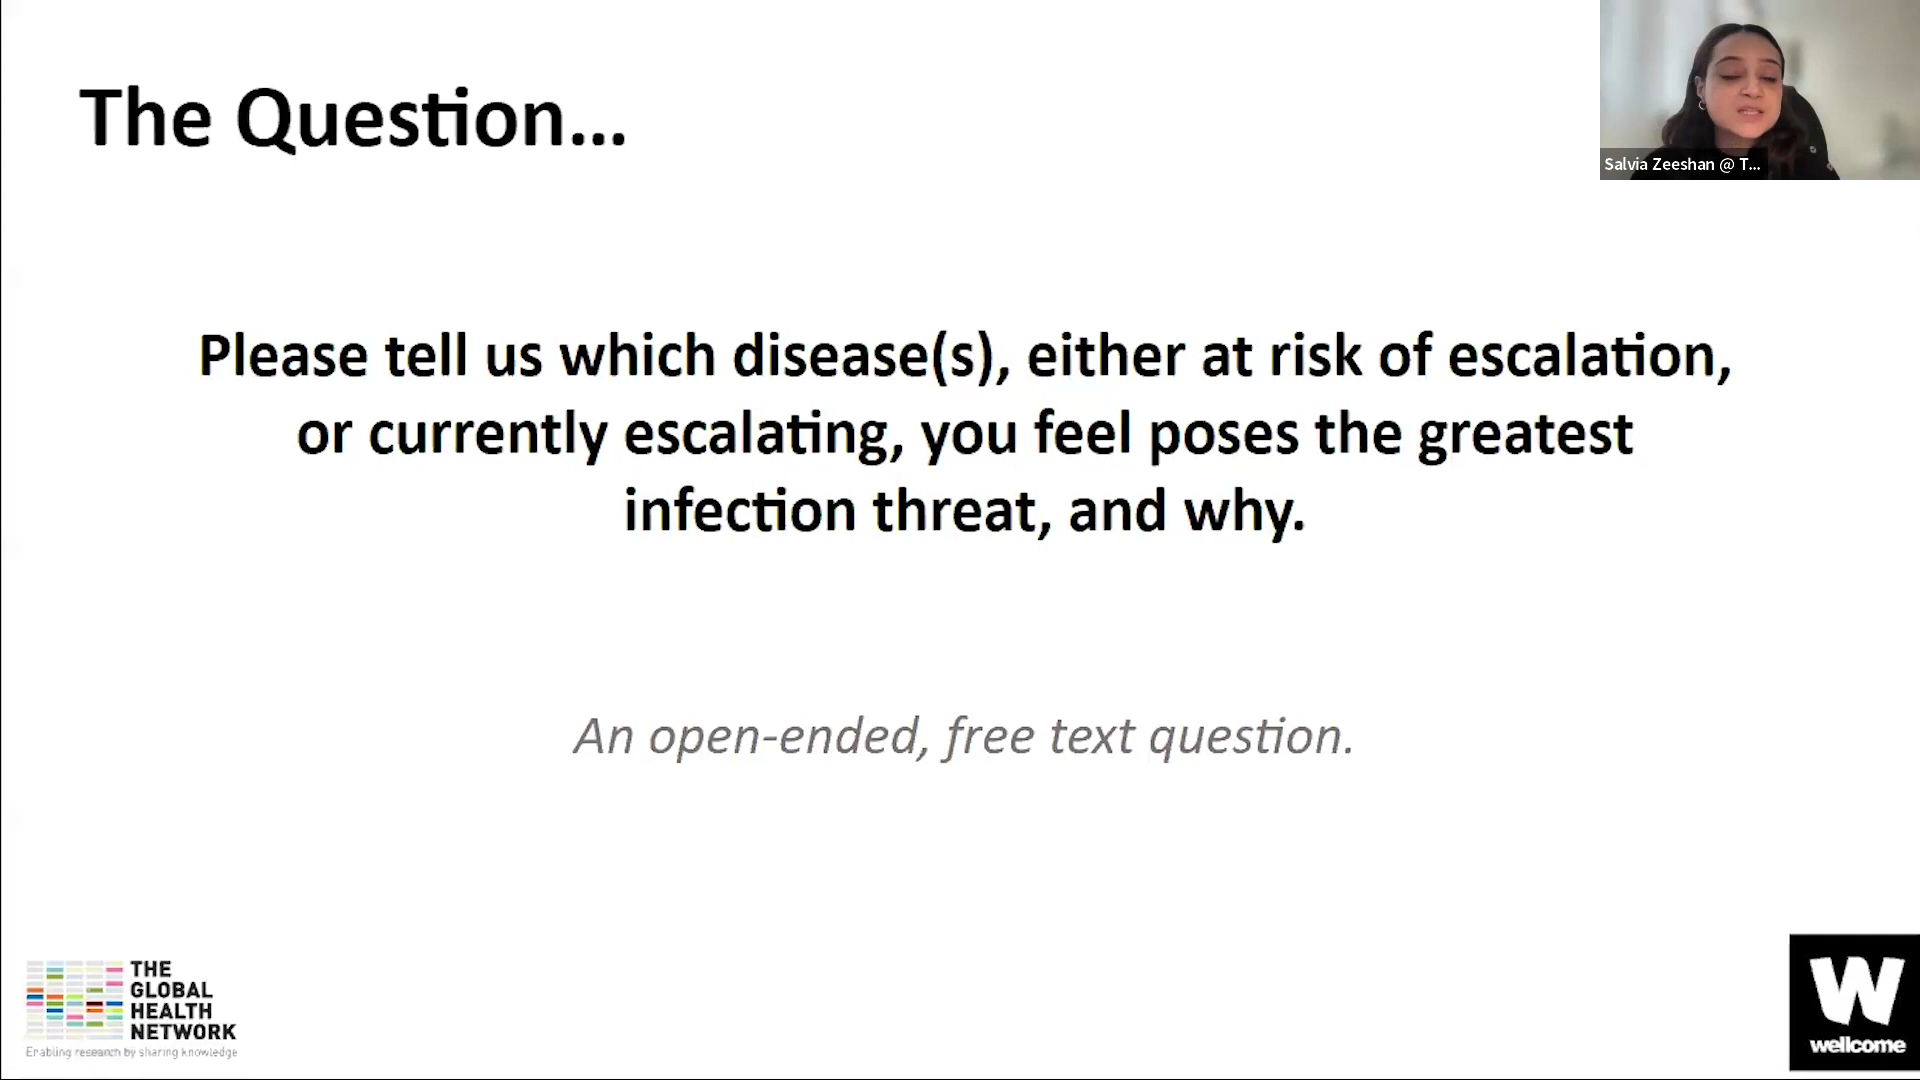 The Question...
Salvia Zeeshan @ T...
Please tell us which disease(s), either at risk of escalation,
or currently escalating, you feel poses the greatest
infection threat, and why.
An open-ended, free text question.
THE
GLOBAL
HEALTH
NETWORK
Enabling research by sharing knowledge
W
wellcome